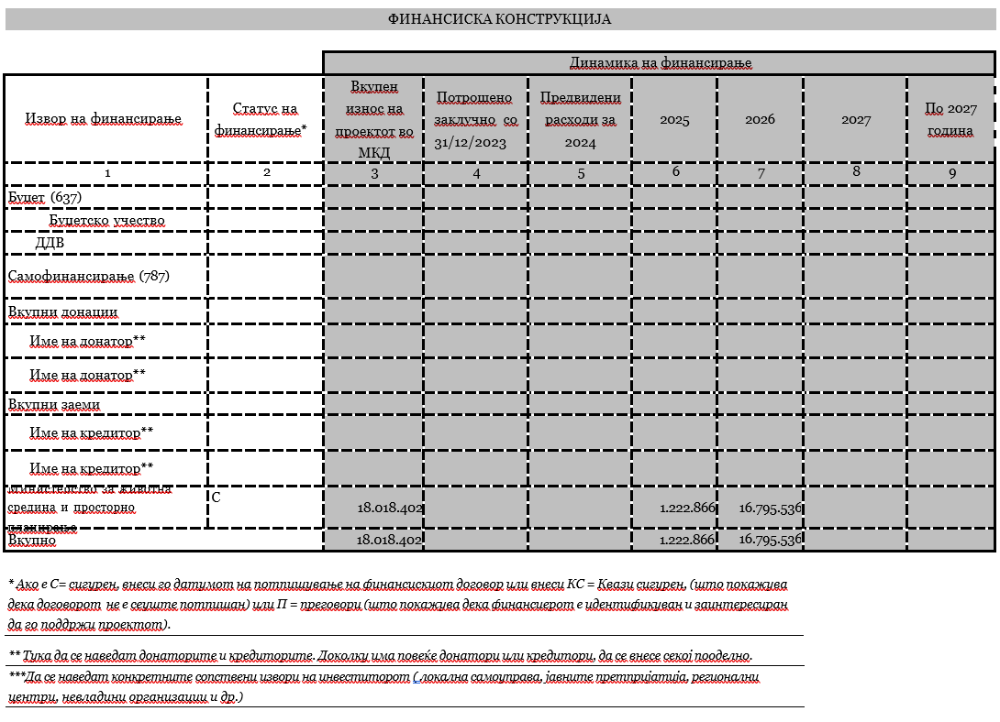 ФИНАНСИСКА КОНСТРУКЦИЈА
Динамика на финансирање
Извор на финансирање
Статус на
финансирање*
Вкупен
износ на
проектот во
МКД
Потрошено
заклучно со
31/12/2023
Предвидени
расходи за
2024
2025
2026
2027
По 2027
година
1 2 3 4 5 6 7 8 9
Буџет (637)
Буџетско учество
ДДВ
Самофинансирање (787)
Вкупни донации
Име на донатор**
Име на донатор**
Вкупни заеми
Име на кредитор**
Име на кредитор**
Министерство за животна
средина и просторно
планирање
С
18.018.402 1.222.866 16.795.536
Вкупно 18.018.402 1.222.866 16.795.536
* Ако е С= сигурен, внеси го датумот на потпишување на финансискиот договор или внеси КС = Квази сигурен, (што покажува
дека договорот не е сеуште потпишан) или П = преговори (што покажува дека финансиерот е идентификуван и заинтересиран
да го поддржи проектот).
** Тука да се наведат донаторите и кредиторите. Доколку има повеќе донатори или кредитори, да се внесе секој пооделно.
***Да се наведат конкретните сопствени извори на инвеститорот (локална самоуправа, јавните претпријатија, регионални
центри, невладини организации и др.)